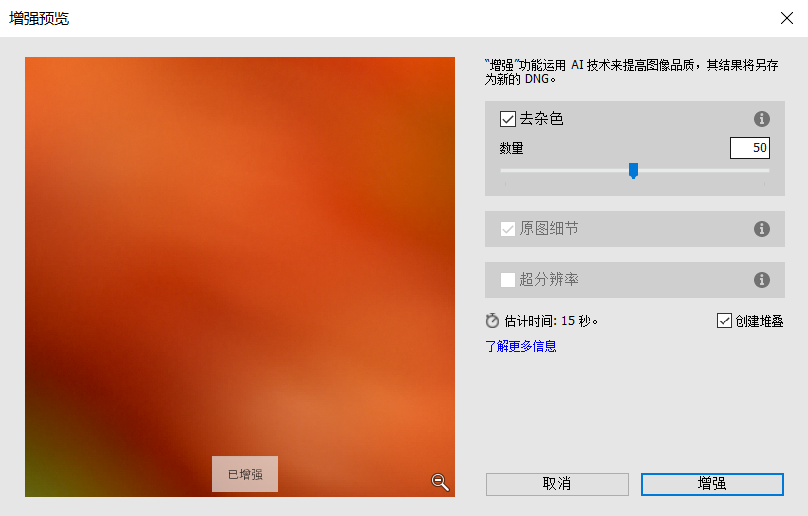 增强预览
“增强”功能运用 AI 技术来提高图像品质，其结果将另存
为新的 DNG。
去杂色
数量
50
原图细节
超分辨率
估计时间: 15 秒。
创建堆叠
了解更多信息
已增强
取消
增强